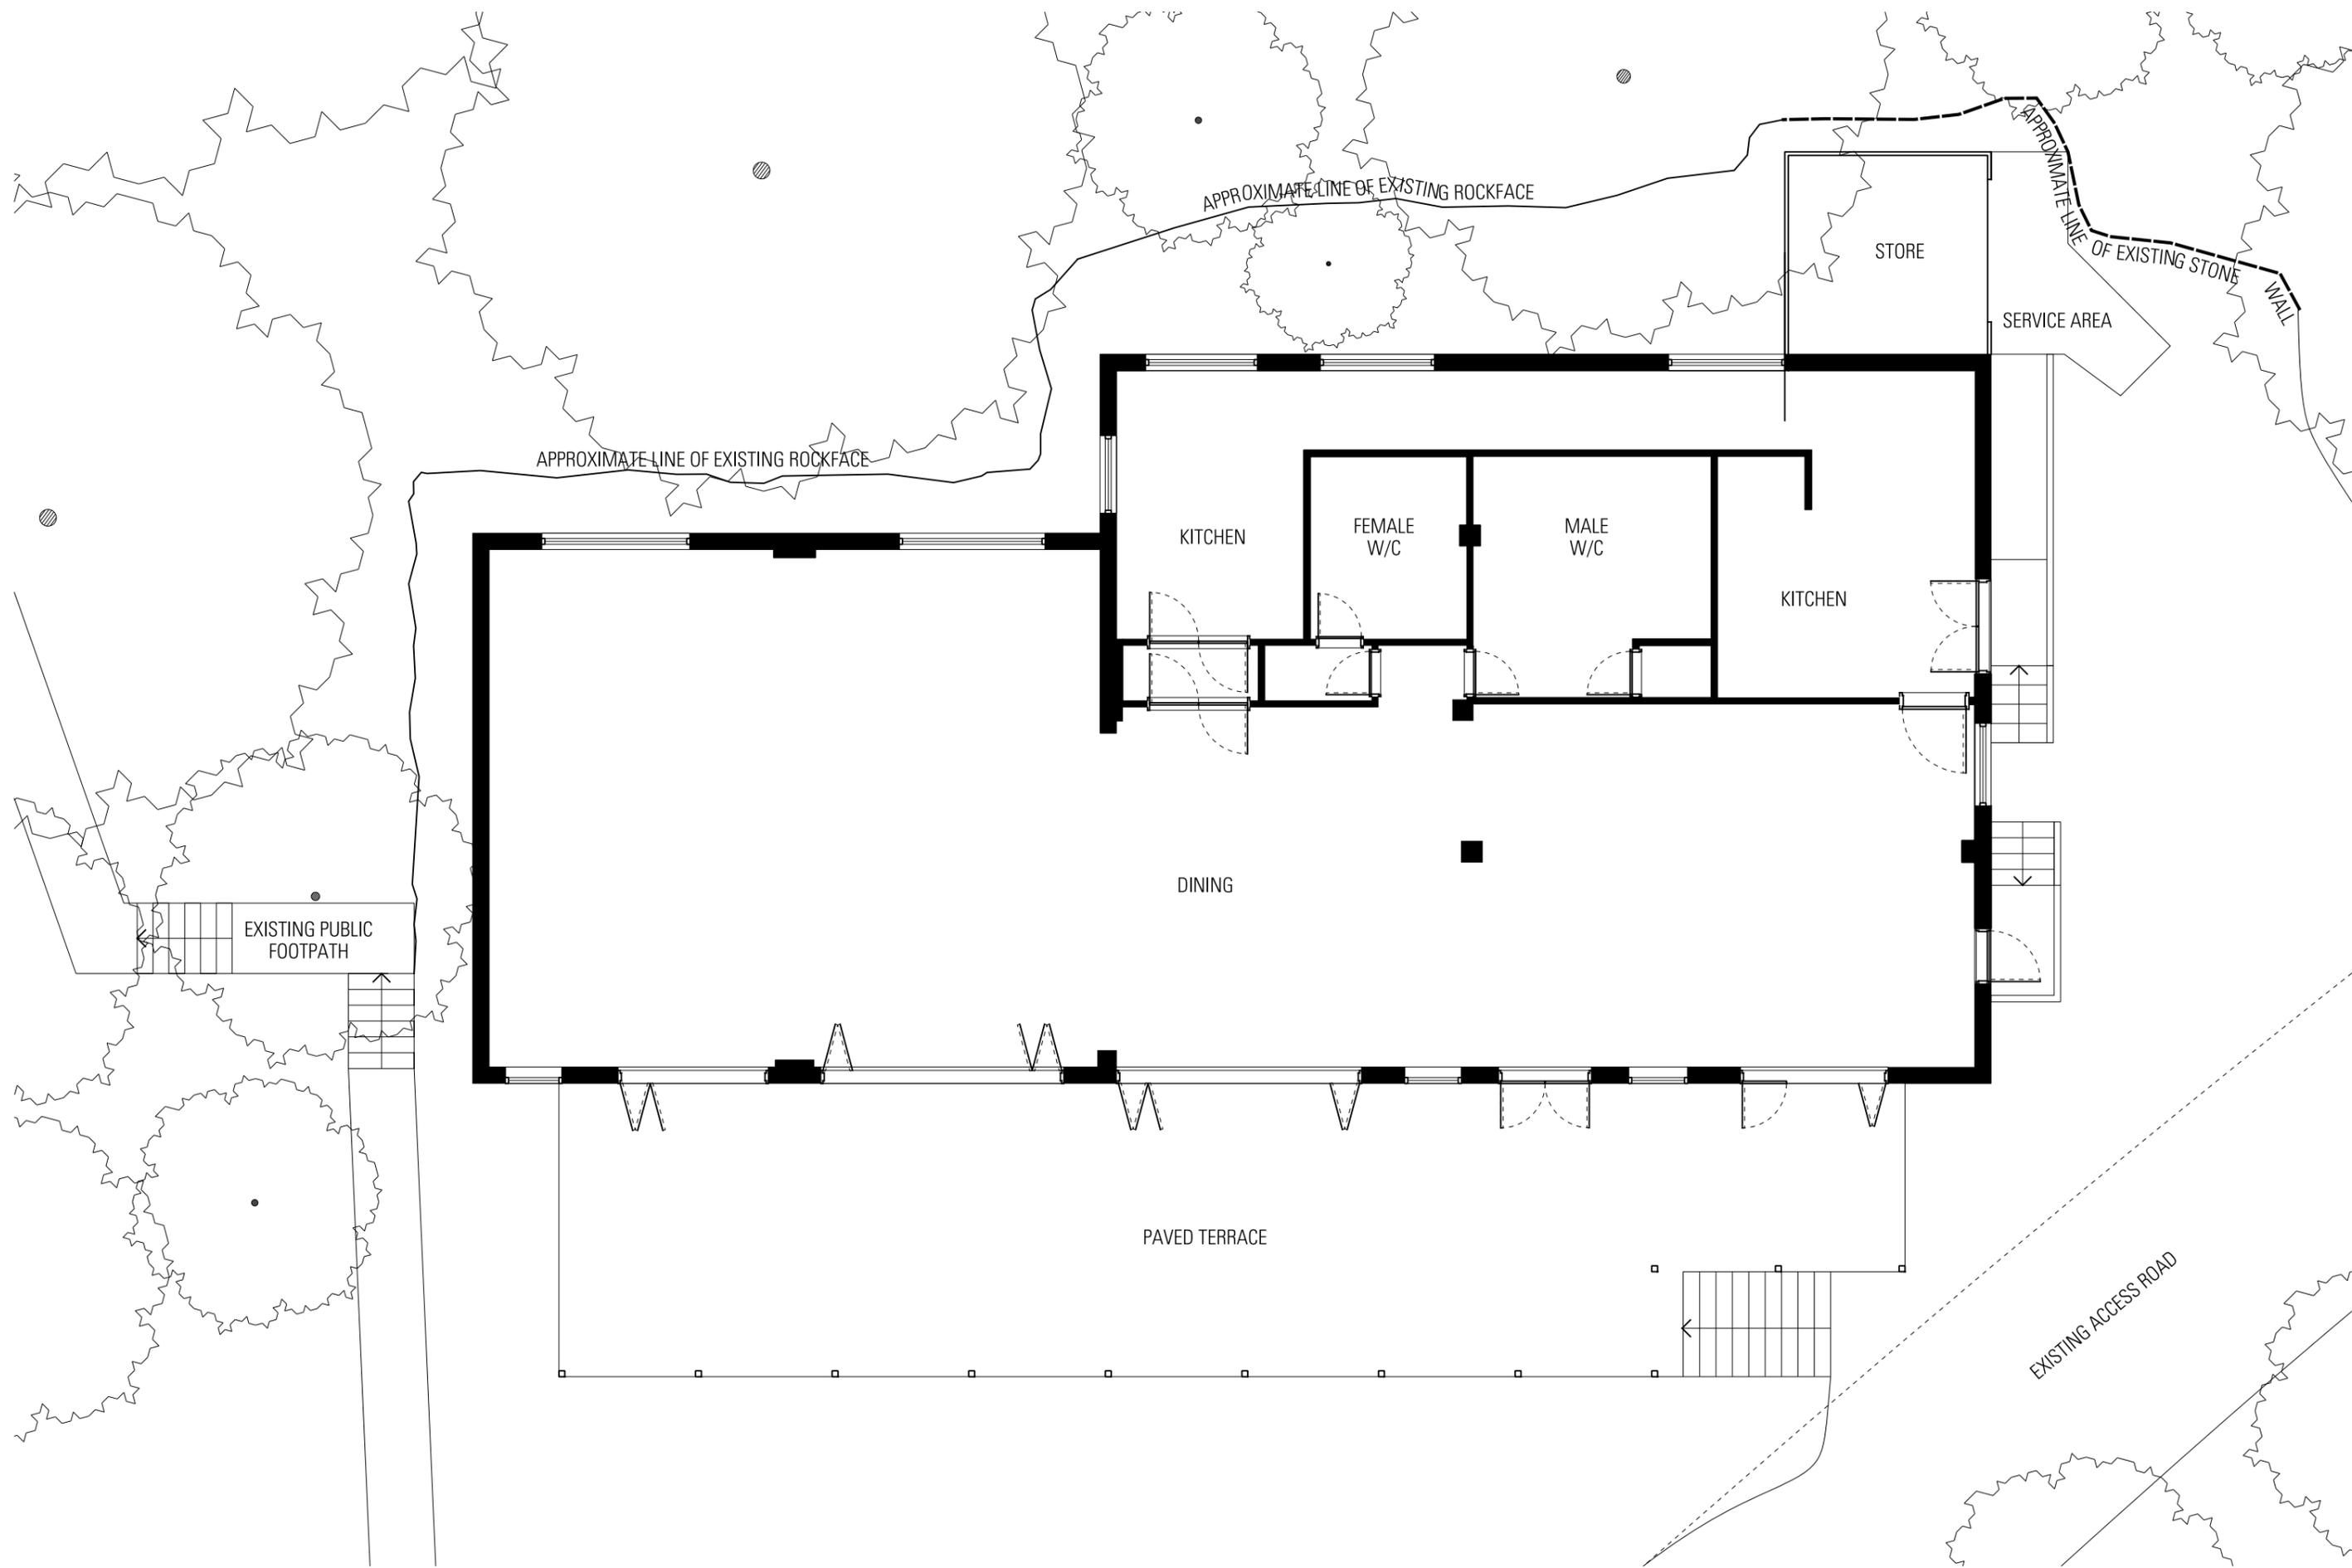 APPROXIMATE LINE OF EXISTING ROCKFACE
APPROXIMATE LINE OF EXISTING STONE WALL
STORE
SERVICE AREA
APPROXIMATE LINE OF EXISTING ROCKFACE
KITCHEN
FEMALE
W/C
MALE
W/C
KITCHEN
DINING
EXISTING PUBLIC
FOOTPATH
PAVED TERRACE
EXISTING ACCESS ROAD